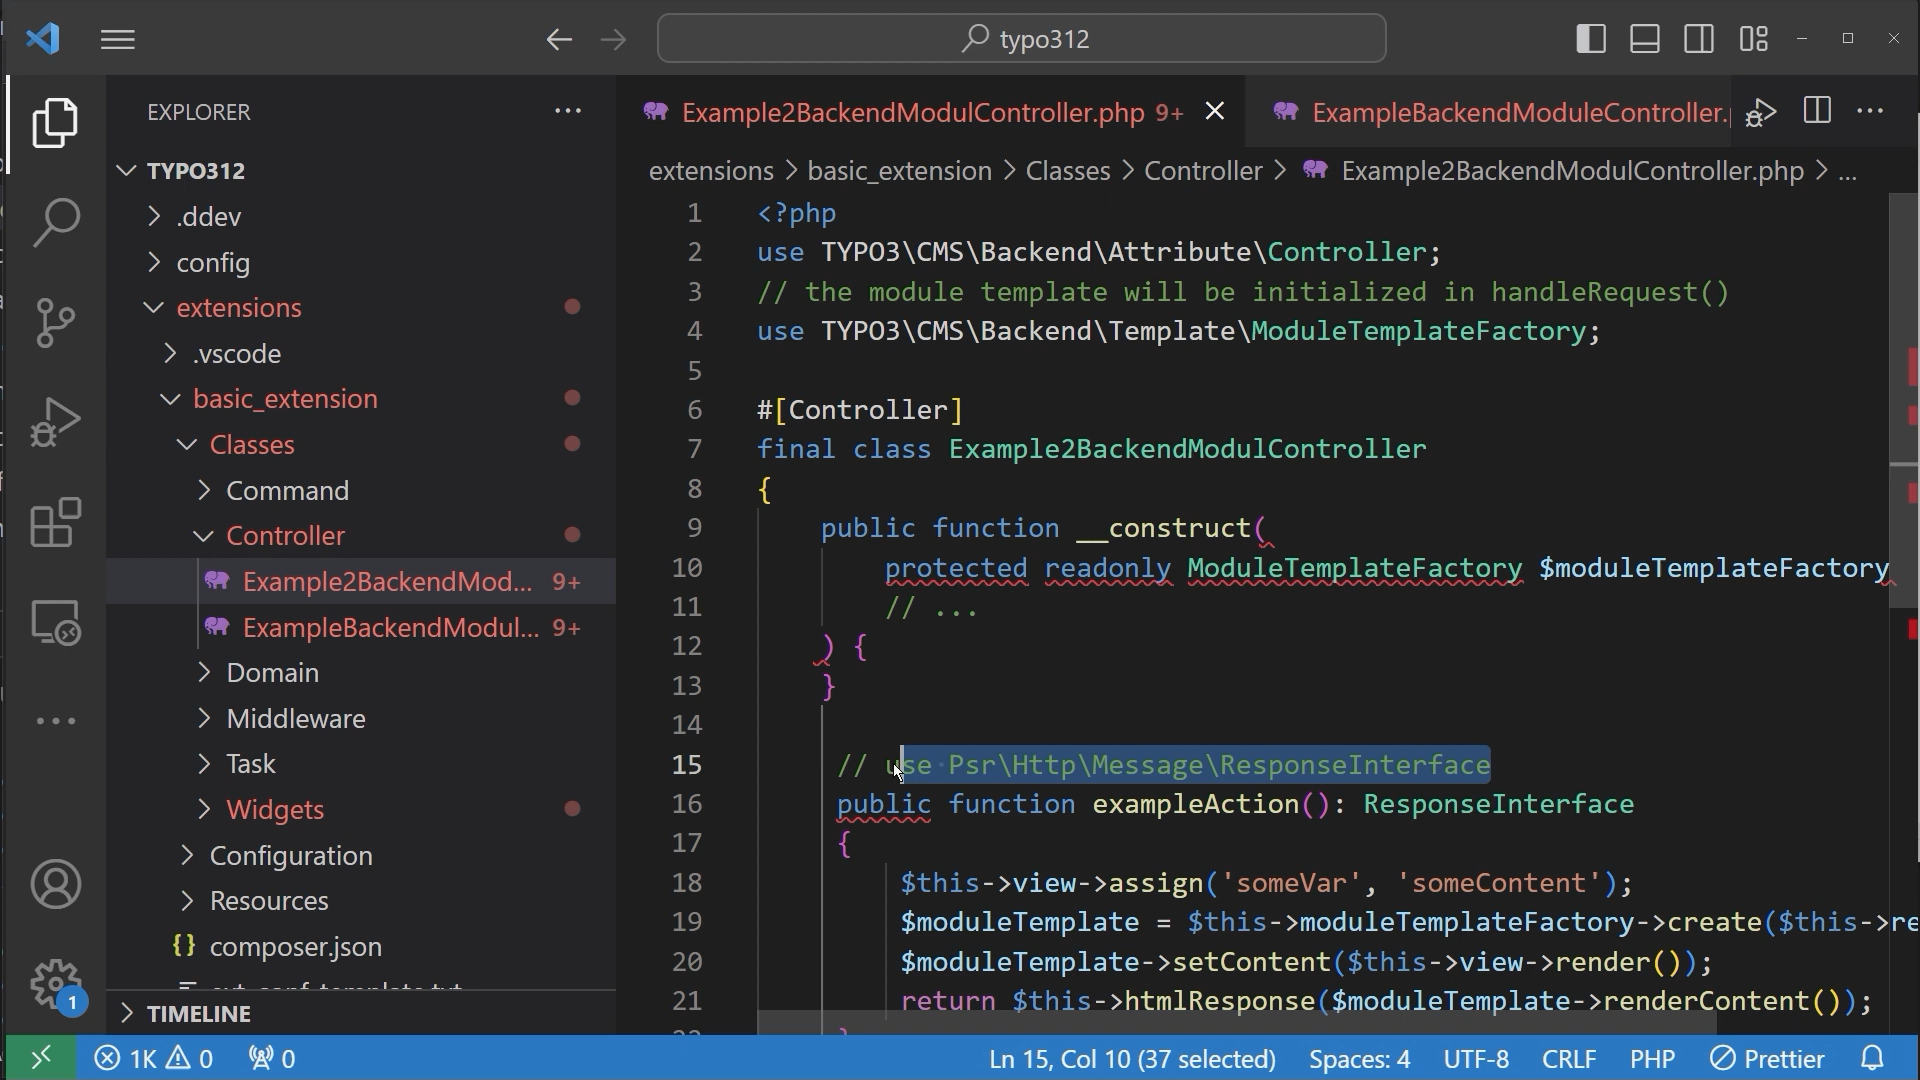 typo312
EXPLORER
Example2BackendModulController.php 9+
ExampleBackendModuleController.
TYPO312
extensions > basic_extension > Classes > Controller > Example2BackendModulController.php > ...
.ddev
config
extensions
.vscode
basic_extension
Classes
Command
Controller
Example2BackendMod... 9+
ExampleBackendModul... 9+
Domain
Middleware
Task
Widgets
Configuration
Resources
{} composer.json
TIMELINE
1 <?php
2 use TYPO3\CMS\Backend\Attribute\Controller;
3 // the module template will be initialized in handleRequest()
4 use TYPO3\CMS\Backend\Template\ModuleTemplateFactory;
5
6 #[Controller]
7 final class Example2BackendModulController
8 {
9 public function __construct(
10 protected readonly ModuleTemplateFactory $moduleTemplateFactory
11 // ...
12 ) {
13 }
14
15 // use Psr\Http\Message\ResponseInterface
16 public function exampleAction(): ResponseInterface
17 {
18 $this->view->assign('someVar', 'someContent');
19 $moduleTemplate = $this->moduleTemplateFactory->create($this->re
20 $moduleTemplate->setContent($this->view->render());
21 return $this->htmlResponse($moduleTemplate->renderContent());
1
1K 0 0
Ln 15, Col 10 (37 selected) Spaces: 4 UTF-8 CRLF PHP Prettier